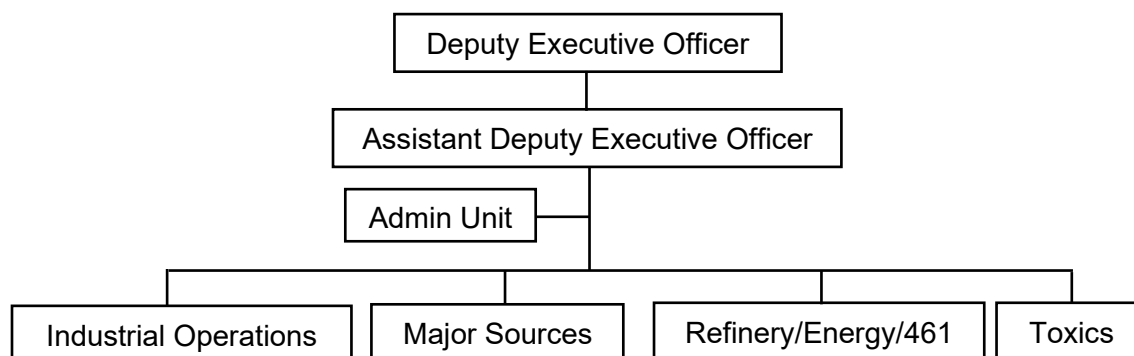 Deputy Executive Officer
Assistant Deputy Executive Officer
Admin Unit
Industrial Operations
Major Sources
Refinery/Energy/461
Toxics